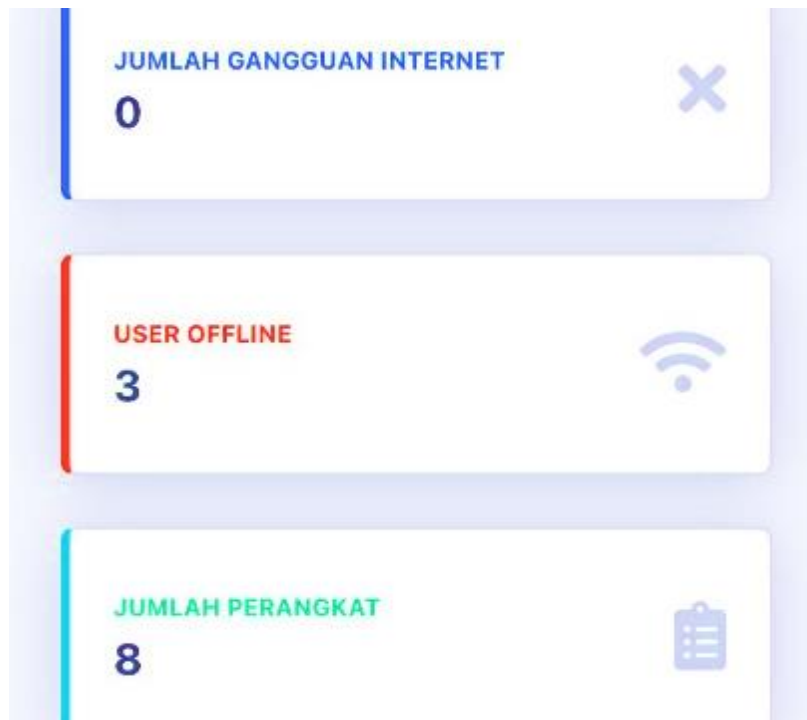 JUMLAH GANGGUAN INTERNET
0
USER OFFLINE
3
JUMLAH PERANGKAT
8